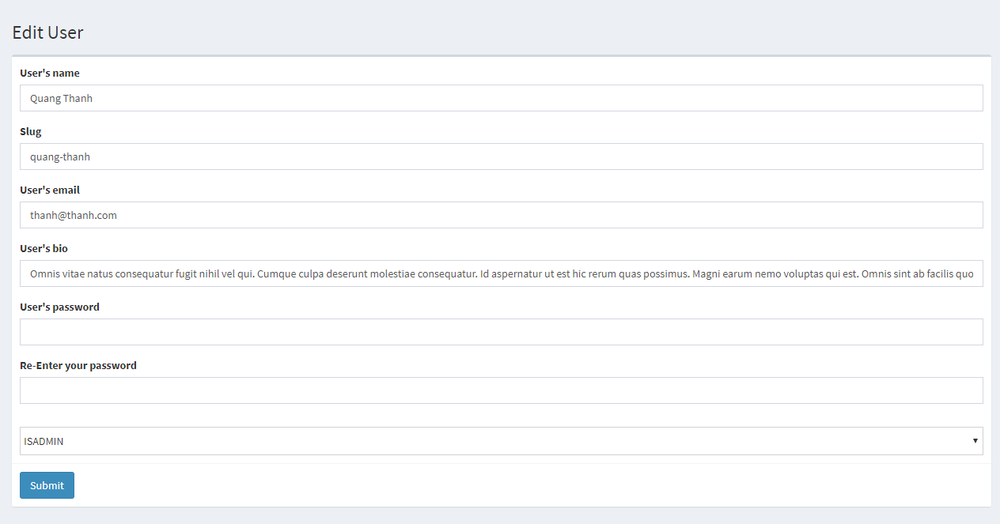 Edit User
User's name
Quang Thanh
Slug
quang-thanh
User's email
thanh@thanh.com
User's bio
Omnis vitae natus consequatur fugit nihil vel qui. Cumque culpa deserunt molestiae consequatur. Id aspernatur ut est hic rerum quas possimus. Magni earum nemo voluptas qui est. Omnis sint ab facilis quo
User's password
Re-Enter your password
ISADMIN
Submit